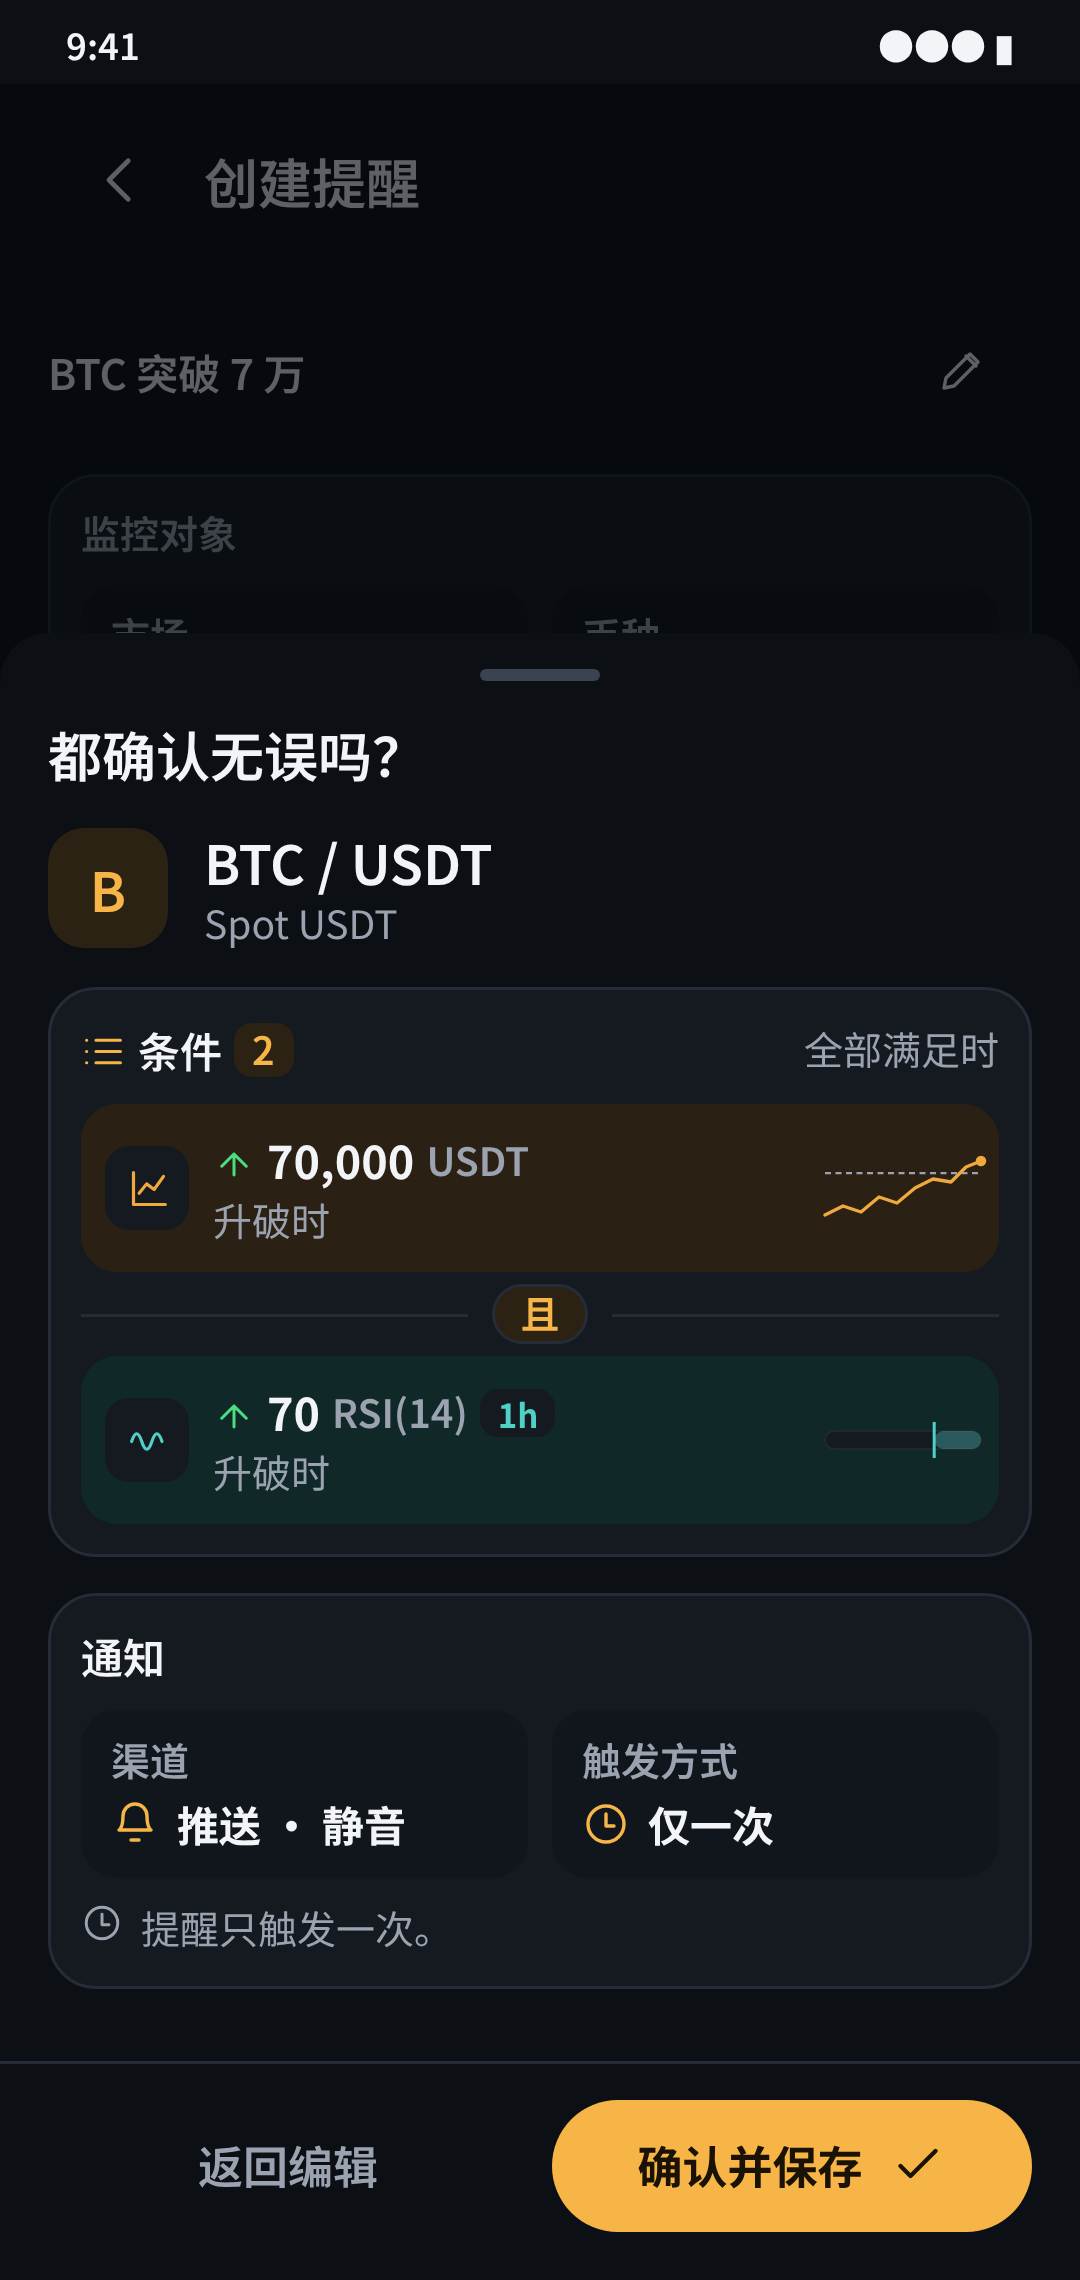 9:41
创建提醒
BTC 突破 7 万
监控对象
市场
币种
都确认无误吗?
B
BTC / USDT
Spot USDT
条件 2
全部满足时
70,000 USDT
升破时
且
70 RSI(14) 1h
升破时
通知
渠道
触发方式
推送 · 静音
仅一次
提醒只触发一次。
返回编辑
确认并保存